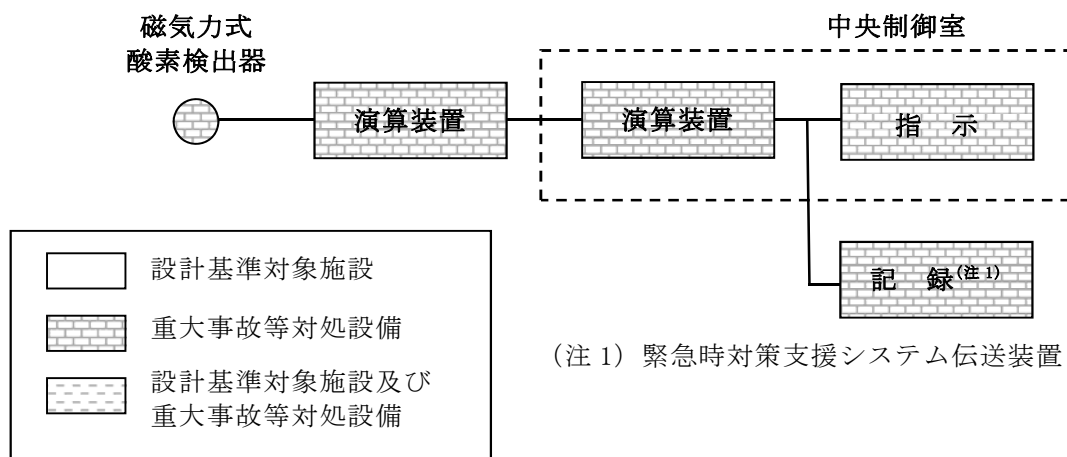 磁気力式
酸素検出器
中央制御室
演算装置
演算装置
指 示
記 録(注1)
設計基準対象施設
重大事故等対処設備
設計基準対象施設及び
重大事故等対処設備
(注1) 緊急時対策支援システム伝送装置